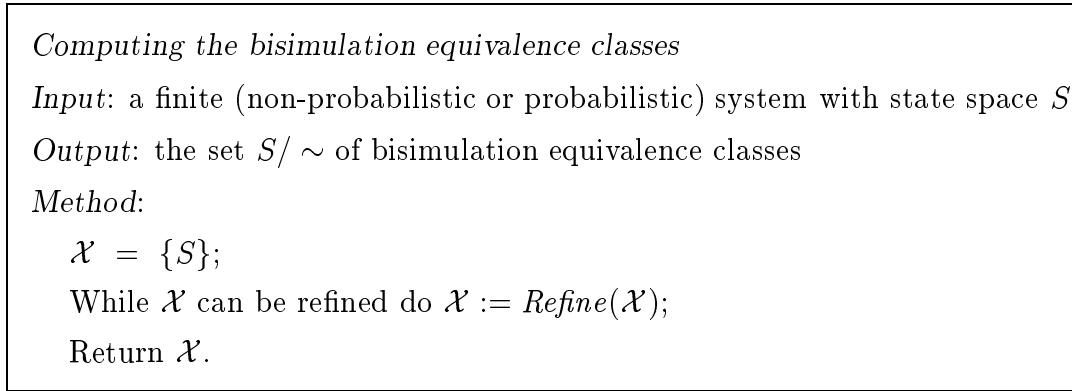 Computing the bisimulation equivalence classes
Input: a finite (non-probabilistic or probabilistic) system with state space S
Output: the set S/ ∼ of bisimulation equivalence classes
Method:
𝒳 = {S};
While 𝒳 can be refined do 𝒳 := Refine(𝒳);
Return 𝒳.